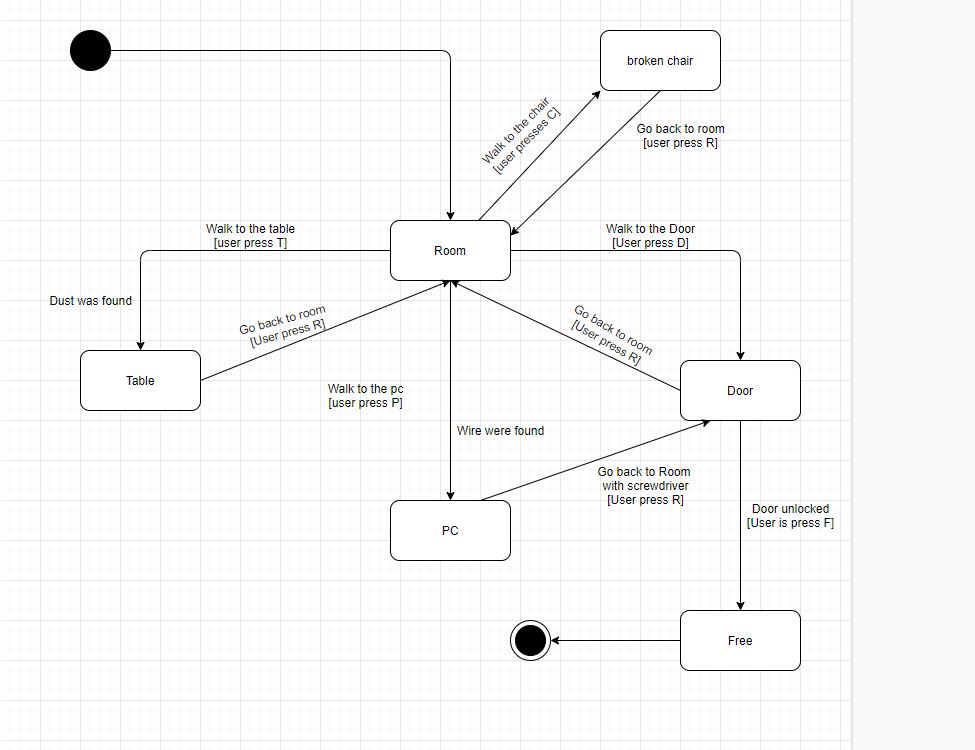 broken chair
Walk to the chair
[user presses C]
Go back to room
[user press R]
Walk to the table
[user press T]
Room
Walk to the Door
[User press D]
Dust was found
Go back to room
[User press R]
Go back to room
[User press R]
Table
Door
Walk to the pc
[user press P]
Wire were found
Go back to Room
with screwdriver
[User press R]
PC
Door unlocked
[User is press F]
Free